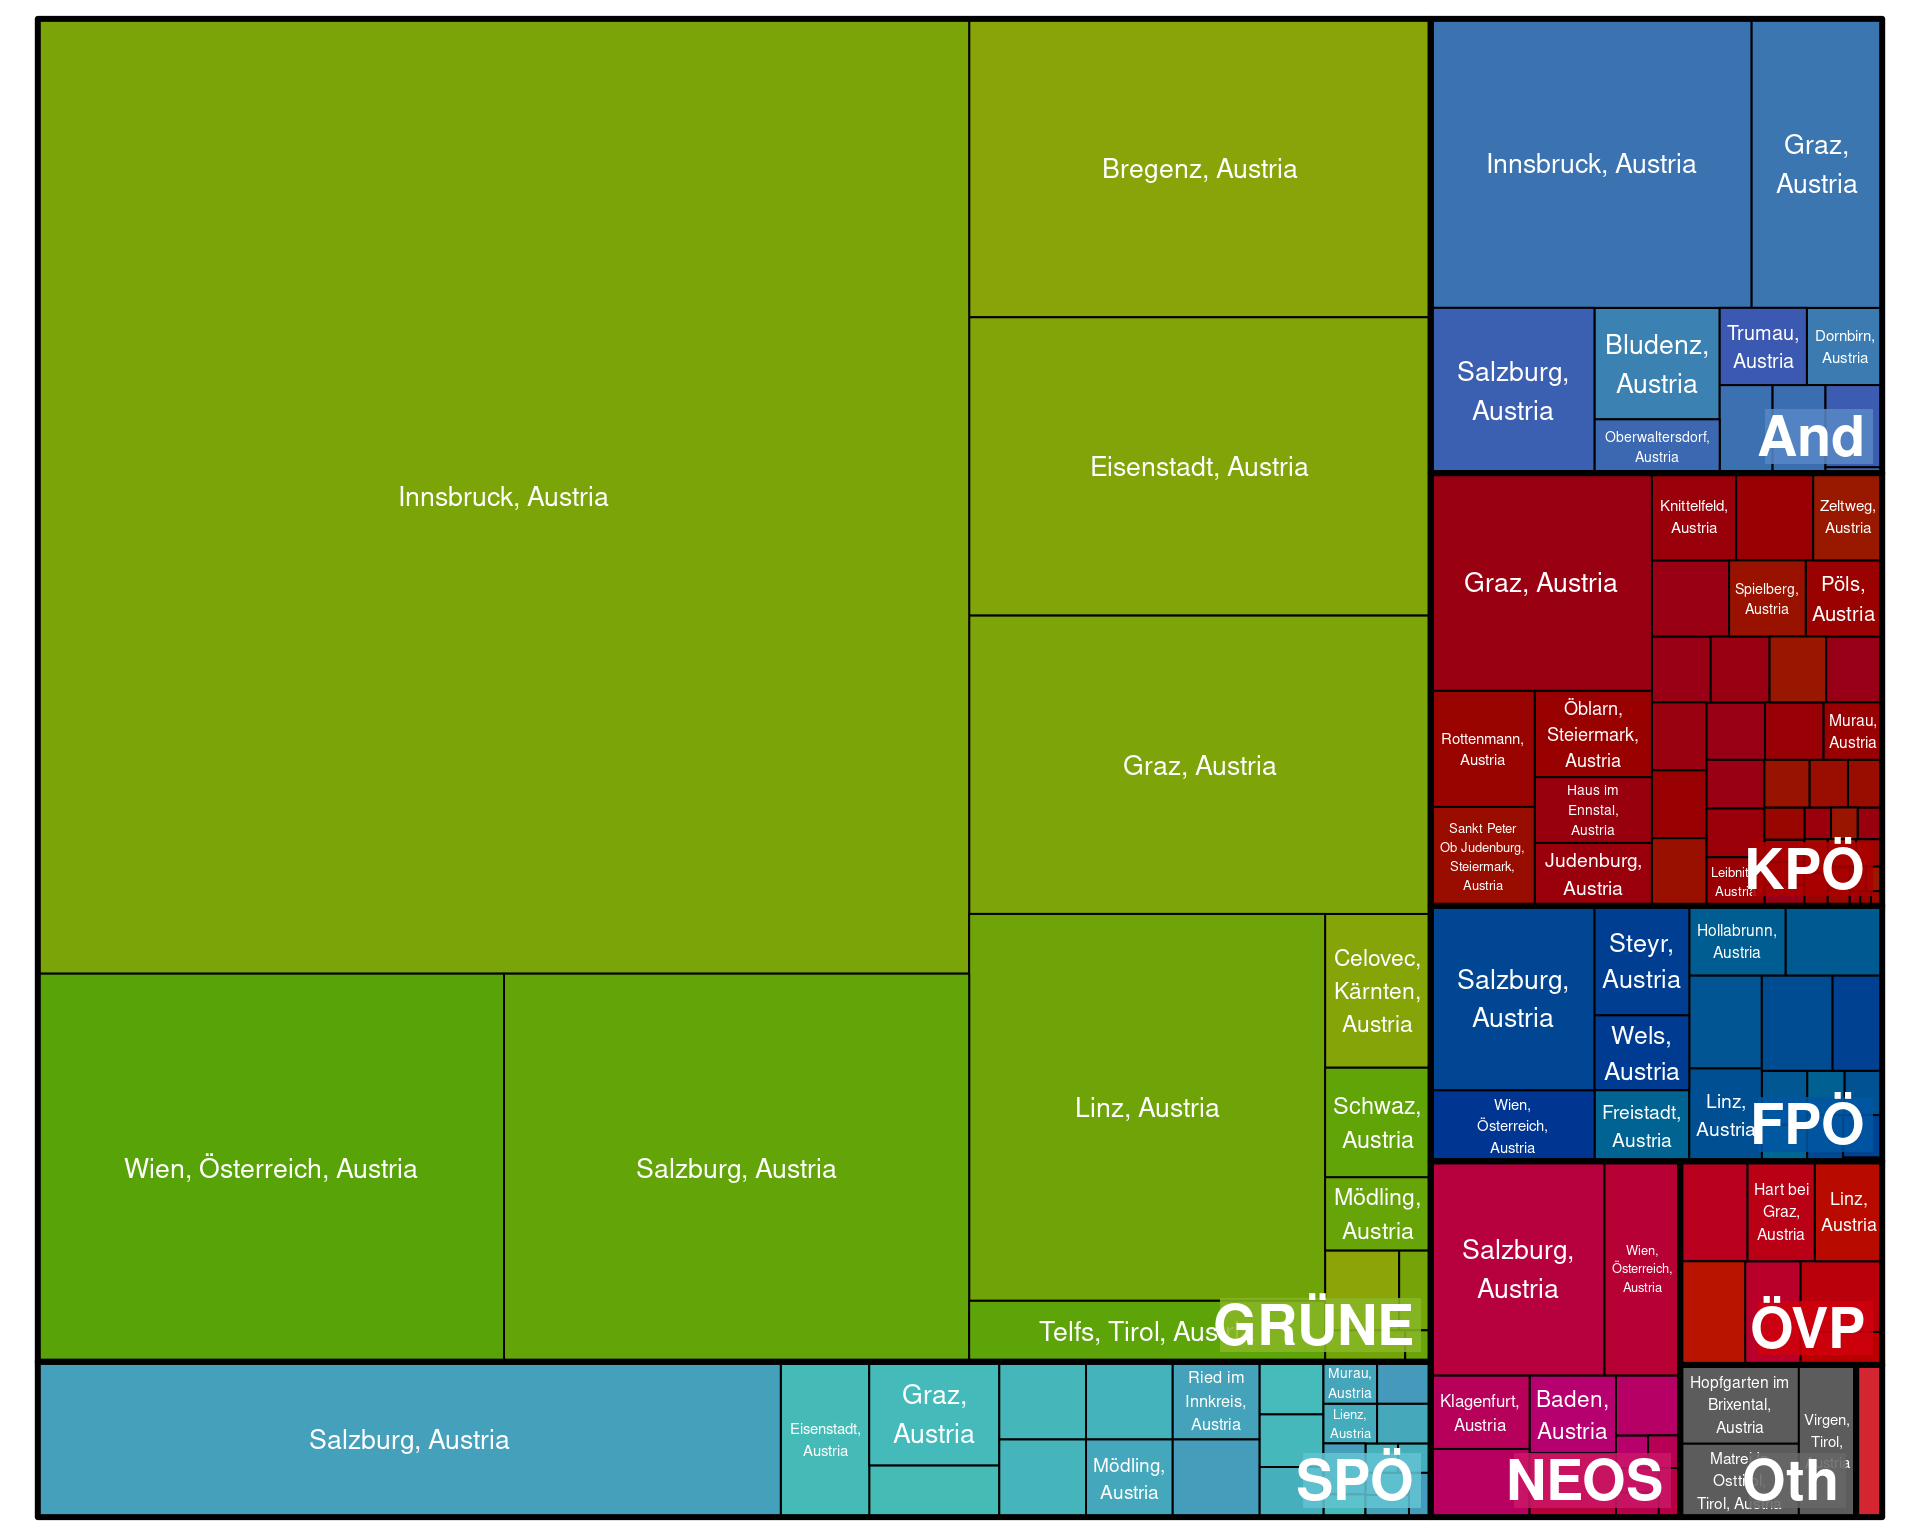 Innsbruck, Austria
Bregenz, Austria
Eisenstadt, Austria
Graz, Austria
Wien, Österreich, Austria
Salzburg, Austria
Linz, Austria
Celovec,
Kärnten,
Austria
Schwaz,
Austria
Mödling,
Austria
Telfs, Tirol, Austria
GRÜNE
Salzburg, Austria
Eisenstadt,
Austria
Graz,
Austria
Ried im
Innkreis,
Austria
Mödling,
Austria
Murau,
Austria
Lienz,
Austria
SPÖ
Innsbruck, Austria
Graz,
Austria
Salzburg,
Austria
Bludenz,
Austria
Oberwaltersdorf,
Austria
Trumau,
Austria
Dornbirn,
Austria
And
Graz, Austria
Knittelfeld,
Austria
Zeltweg,
Austria
Spielberg,
Austria
Pöls,
Austria
Rottenmann,
Austria
Öblarn,
Steiermark,
Austria
Haus im
Ennstal,
Austria
Sankt Peter
Ob Judenburg,
Steiermark,
Austria
Judenburg,
Austria
Murau,
Austria
Austria
KPÖ
Salzburg,
Austria
Steyr,
Austria
Wels,
Austria
Hollabrunn,
Austria
Wien,
Österreich,
Austria
Freistadt,
Austria
Linz,
Austria
FPÖ
Salzburg,
Austria
Wien,
Österreich,
Austria
Klagenfurt,
Austria
Baden,
Austria
NEOS
Hart bei
Graz,
Austria
Linz,
Austria
ÖVP
Hopfgarten im
Brixental,
Austria
Virgen,
Tirol,
Austria
Tirol, Austria
Oth